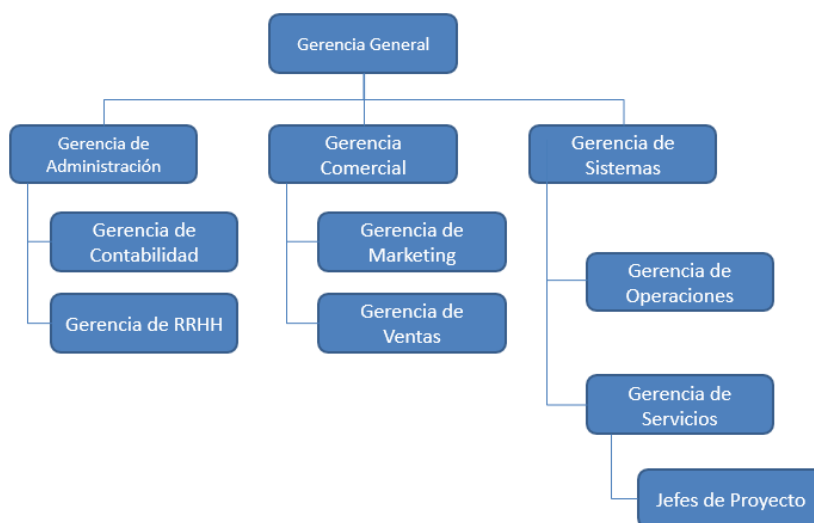 Gerencia General
Gerencia de
Administración
Gerencia
Comercial
Gerencia de
Sistemas
Gerencia de
Contabilidad
Gerencia de RRHH
Gerencia de
Marketing
Gerencia de
Ventas
Gerencia de
Operaciones
Gerencia de
Servicios
Jefes de Proyecto